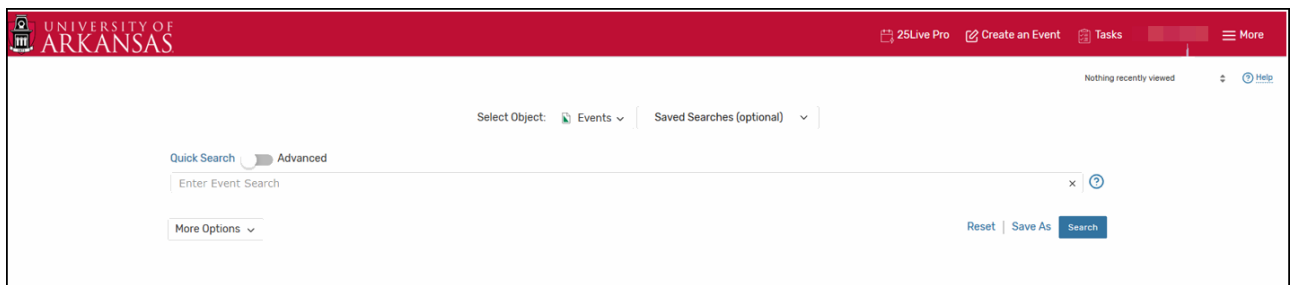 UNIVERSITY OF
ARKANSAS
25Live Pro Create an Event Tasks More
Nothing recently viewed ? Help
Select Object: Events Saved Searches (optional)
Quick Search Advanced
Enter Event Search × ?
More Options Reset | Save As Search